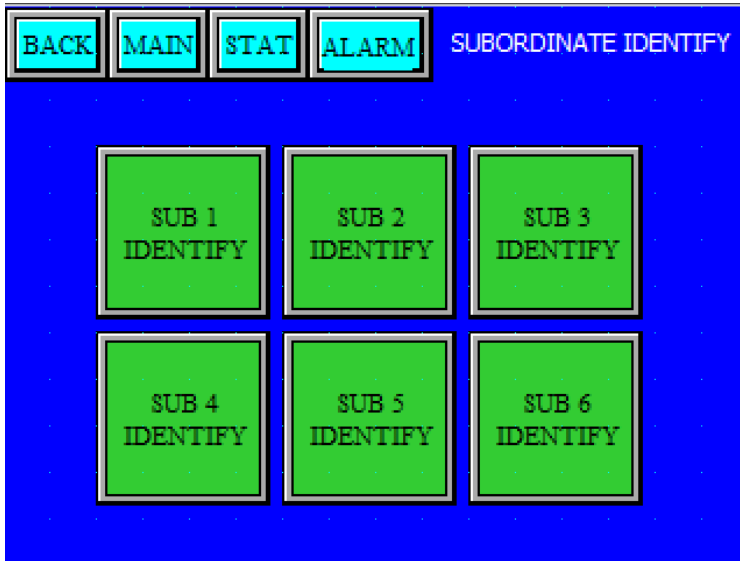 BACK MAIN STAT ALARM SUBORDINATE IDENTIFY
SUB 1 SUB 2 SUB 3
IDENTIFY IDENTIFY IDENTIFY
SUB 4 SUB 5 SUB 6
IDENTIFY IDENTIFY IDENTIFY